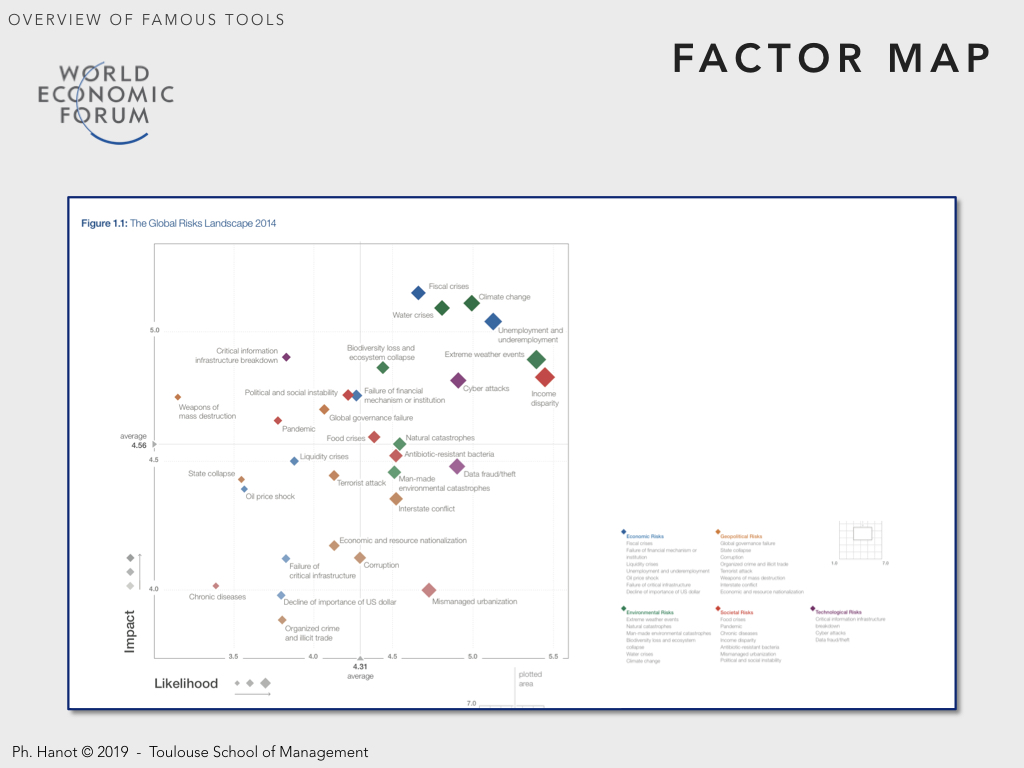 OVERVIEW OF FAMOUS TOOLS
FACTOR MAP
WORLD
ECONOMIC
FORUM
Figure 1.1: The Global Risks Landscape 2014
Fiscal crises
Climate change
Water crises
5.0
Unemployment and
underemployment
Biodiversity loss and
ecosystem collapse
Critical information
infrastructure breakdown
Extreme weather events
Cyber attacks
Political and social instability
Failure of financial
mechanism or institution
Income
disparity
Weapons of
mass destruction
Global governance failure
Pandemic
average
4.56
Food crises
Natural catastrophes
4.5
Liquidity crises
Antibiotic-resistant bacteria
State collapse
Data fraud/theft
Terrorist attack
Man-made
environmental catastrophes
Oil price shock
Interstate conflict
Economic and resource nationalization
Failure of
critical infrastructure
Corruption
4.0
Chronic diseases
Decline of importance of US dollar
Mismanaged urbanization
Organized crime
and illicit trade
Impact
3.5
4.0
4.5
5.0
5.5
4.31
average
Likelihood
plotted
area
7.0
Economic Risks
Fiscal crises
Failure of financial mechanism or
institution
Liquidity crises
Unemployment and underemployment
Oil price shock
Failure of critical infrastructure
Decline of importance of US dollar
Geopolitical Risks
Global governance failure
State collapse
Corruption
Organized crime and illicit trade
Terrorist attack
Weapons of mass destruction
Interstate conflict
Economic and resource nationalization
1.0
7.0
Environmental Risks
Extreme weather events
Natural catastrophes
Man-made environmental catastrophes
Biodiversity loss and ecosystem
collapse
Water crises
Climate change
Societal Risks
Food crises
Pandemic
Chronic diseases
Income disparity
Antibiotic-resistant bacteria
Mismanaged urbanization
Political and social instability
Technological Risks
Critical information infrastructure
breakdown
Cyber attacks
Data fraud/theft
Ph. Hanot © 2019 - Toulouse School of Management